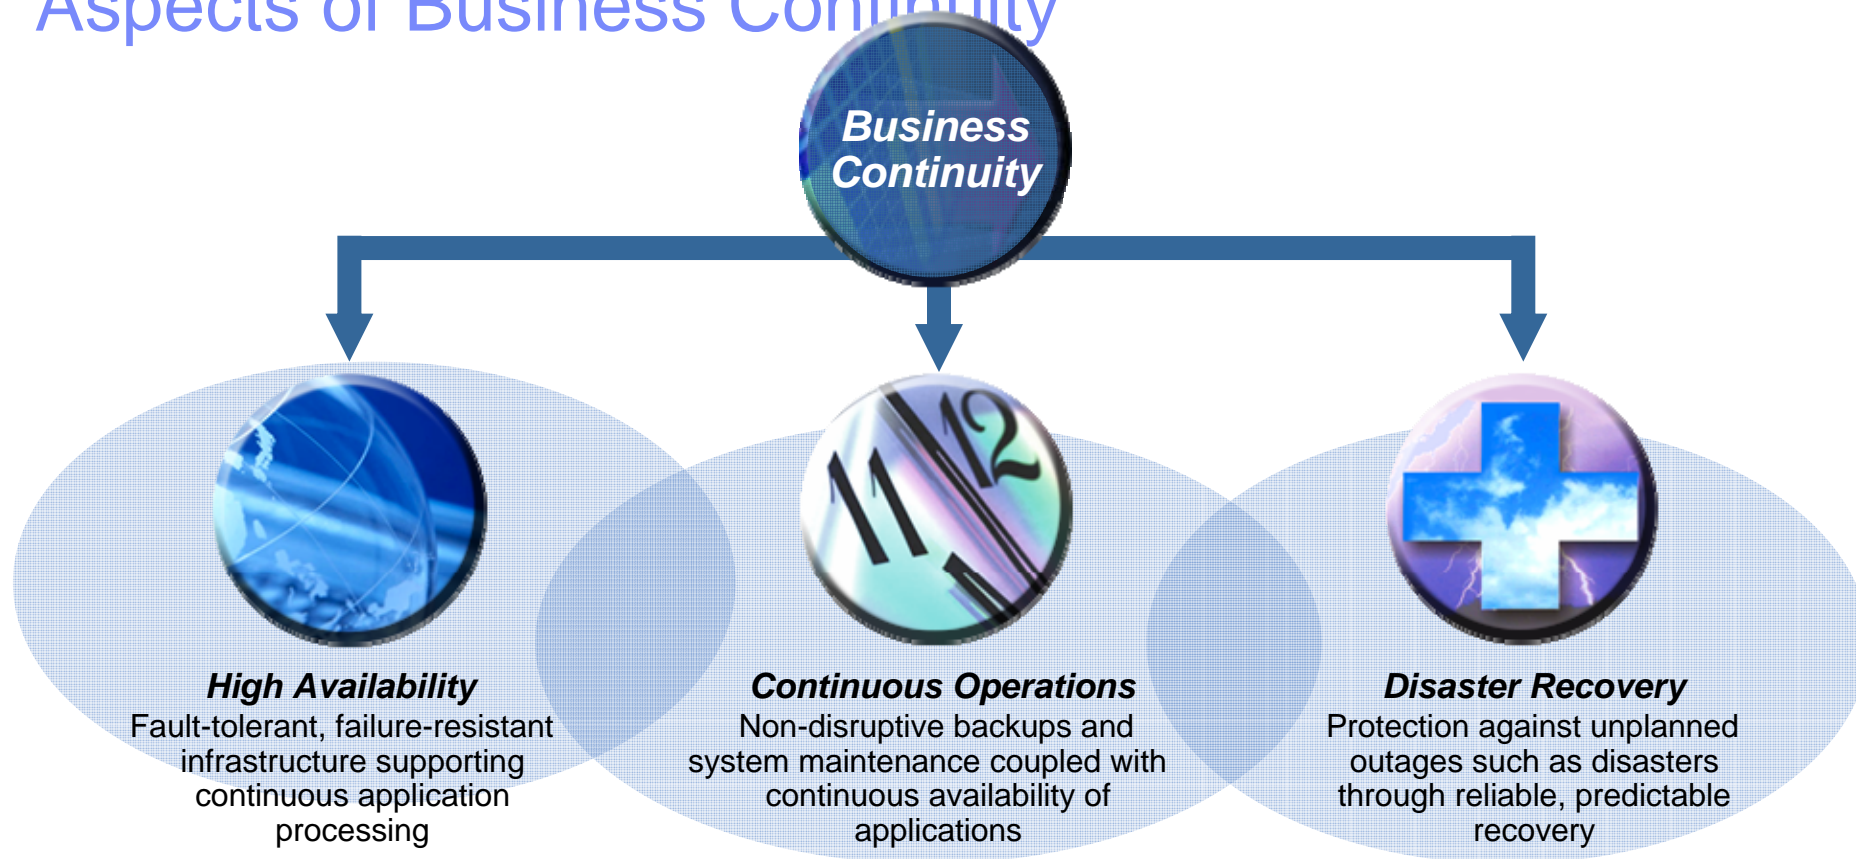 Aspects of Business Continuity
Business
Continuity
11
12
High Availability
Fault-tolerant, failure-resistant
infrastructure supporting
continuous application
processing
Continuous Operations
Non-disruptive backups and
system maintenance coupled with
continuous availability of
applications
Disaster Recovery
Protection against unplanned
outages such as disasters
through reliable, predictable
recovery